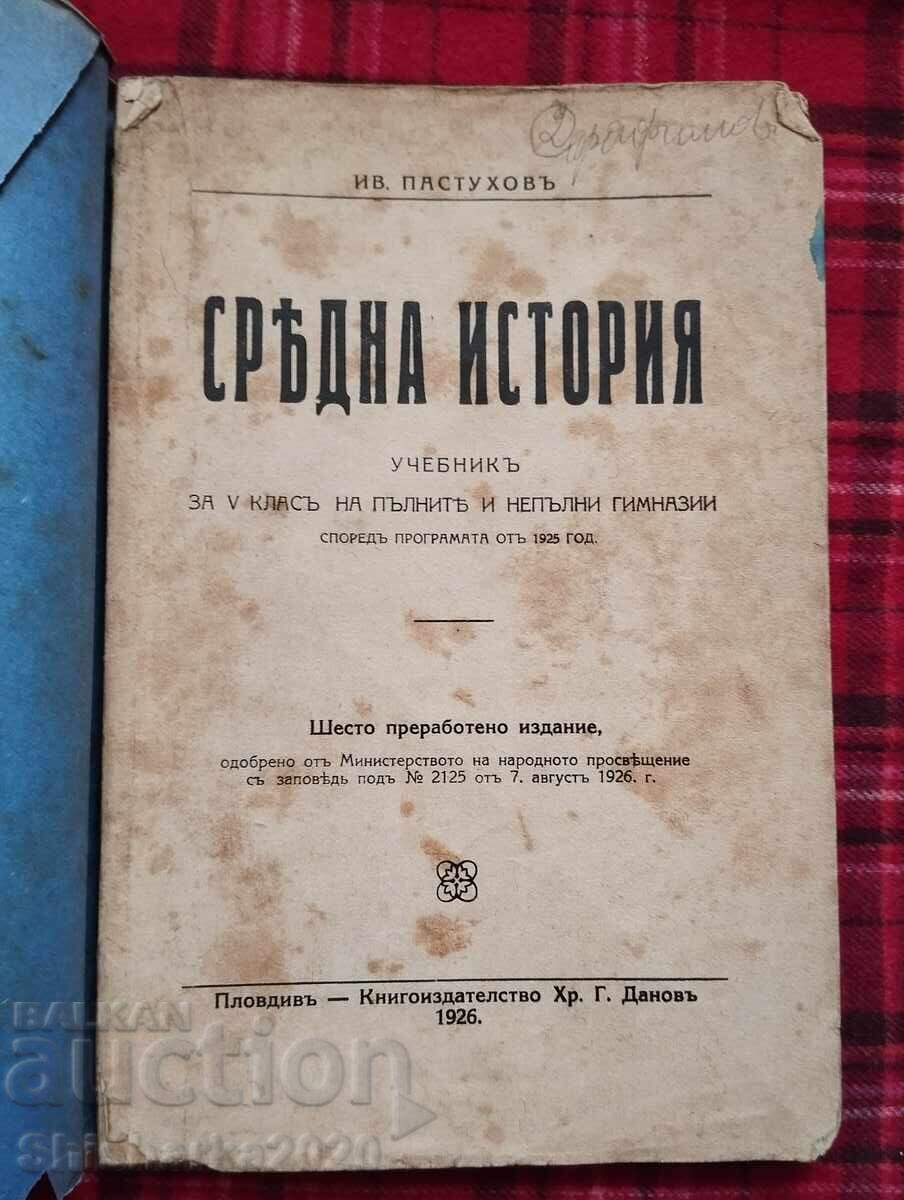 ИВ. ПАСТУХОВЪ
СРѢДНА ИСТОРИЯ
УЧЕБНИКЪ
ЗА V КЛАСЪ НА ПЪЛНИТѢ И НЕПЪЛНИ ГИМНАЗИИ
СПОРЕДЪ ПРОГРАМАТА ОТЪ 1925 ГОД.
Шесто преработено издание,
одобрено отъ Министерството на народното просвѣщение
съ заповѣдь подъ № 2125 отъ 7. августъ 1926. г.
Пловдивъ — Книгоиздателство Хр. Г. Дановъ
1926.
BALKAN
auction